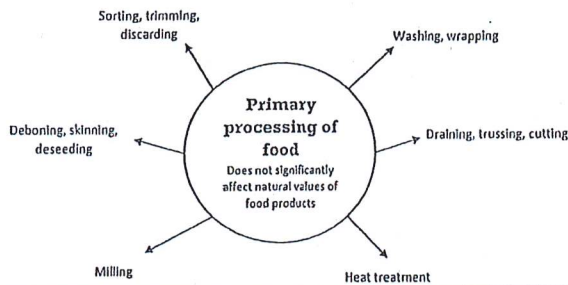 Sorting, trimming,
discarding
Washing, wrapping
Primary
processing of
food
Does not significantly
affect natural values of
food products
Deboning, skinning,
deseeding
Draining, trussing, cutting
Milling
Heat treatment